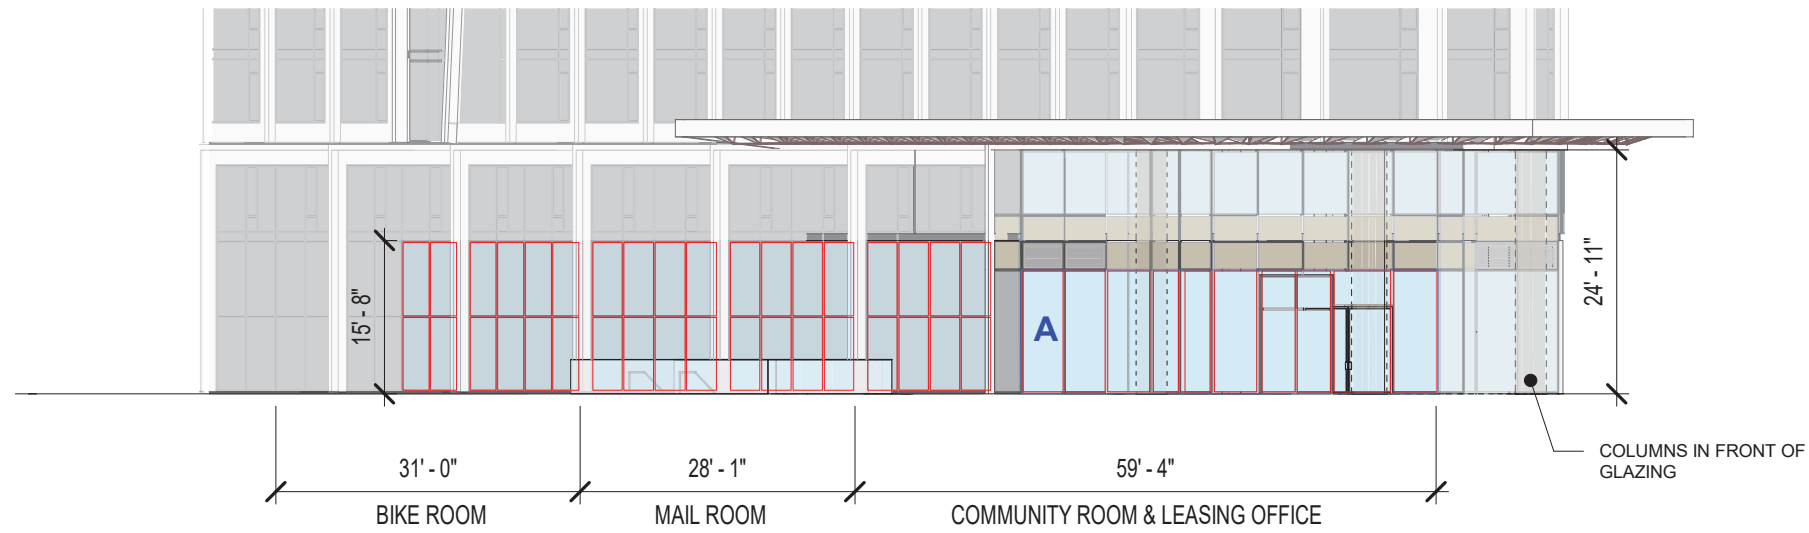 A
15' - 8"
24' - 11"
COLUMNS IN FRONT OF
GLAZING
31' - 0"
28' - 1"
59' - 4"
BIKE ROOM
MAIL ROOM
COMMUNITY ROOM & LEASING OFFICE